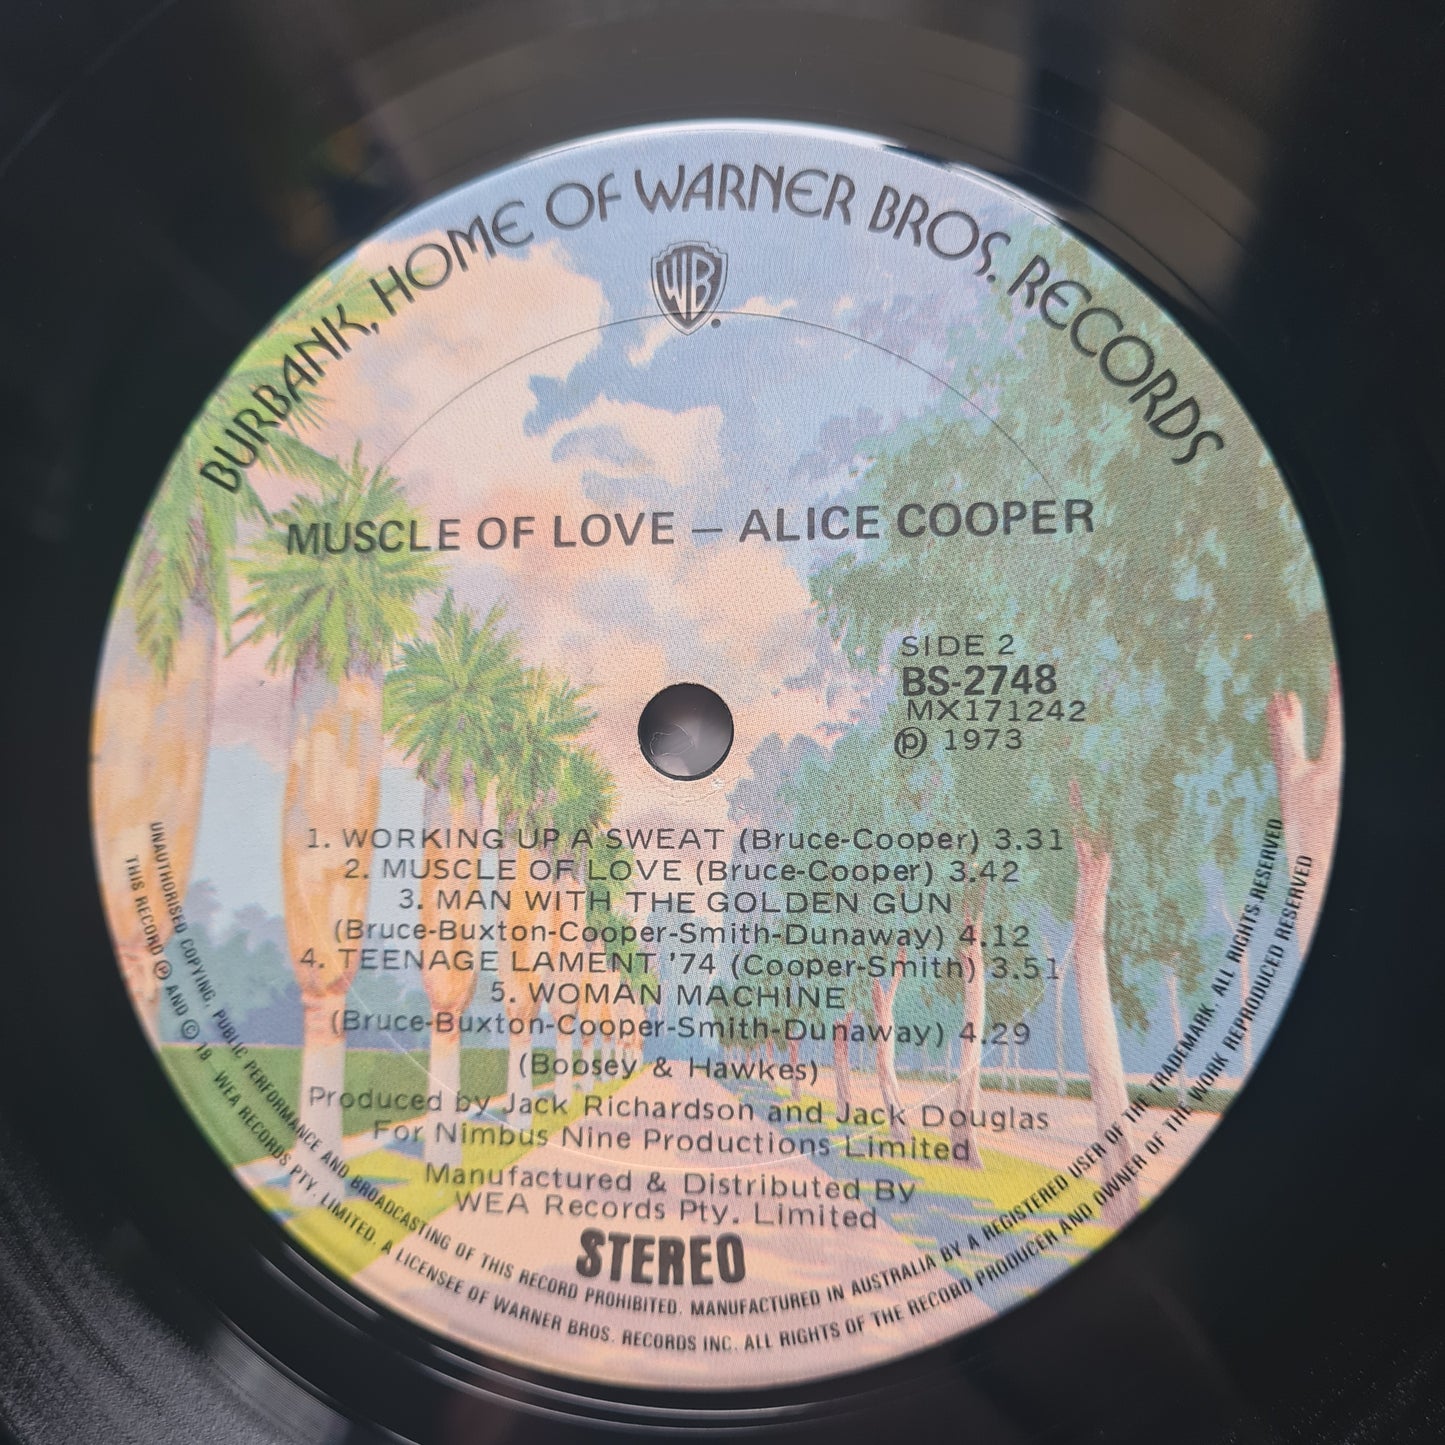 BURBANK, HOME OF WARNER BROS. RECORDS
WB
MUSCLE OF LOVE – ALICE COOPER
SIDE 2
BS-2748
MX171242
Ⓟ 1973
1. WORKING UP A SWEAT (Bruce-Cooper) 3.31
2. MUSCLE OF LOVE (Bruce-Cooper) 3.42
3. MAN WITH THE GOLDEN GUN
(Bruce-Buxton-Cooper-Smith-Dunaway) 4.12
4. TEENAGE LAMENT '74 (Cooper-Smith) 3.51
5. WOMAN MACHINE
(Bruce-Buxton-Cooper-Smith-Dunaway) 4.29
(Boosey & Hawkes)
Produced by Jack Richardson and Jack Douglas
For Nimbus Nine Productions Limited
Manufactured & Distributed By
WEA Records Pty. Limited
STEREO
UNAUTHORISED COPYING, PUBLIC PERFORMANCE AND BROADCASTING OF THIS RECORD PROHIBITED. MANUFACTURED IN AUSTRALIA BY A REGISTERED USER OF THE TRADEMARK. ALL RIGHTS RESERVED
THIS RECORD Ⓟ AND © 19 WEA RECORDS PTY. LIMITED. A LICENSEE OF WARNER BROS. RECORDS INC. ALL RIGHTS OF THE RECORD PRODUCER AND OWNER OF THE WORK REPRODUCED RESERVED